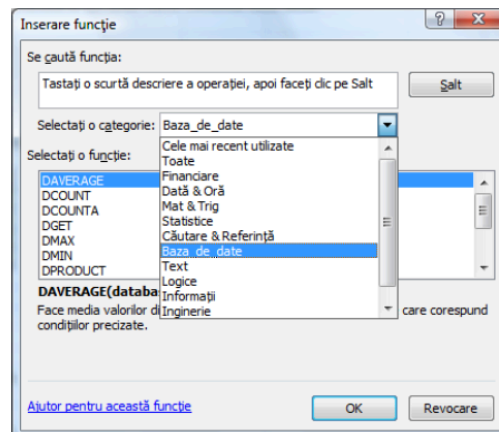 Inserare funcție
Se caută funcția:
Tastați o scurtă descriere a operației, apoi faceți clic pe Salt
Salt
Selectați o categorie: Baza_de_date
Cele mai recent utilizate
Toate
Financiare
Dată & Oră
Mat & Trig
Statistice
Căutare & Referință
Baza_de_date
Text
Logice
Informații
Inginerie
Selectați o funcție:
DAVERAGE
DCOUNT
DCOUNTA
DGET
DMAX
DMIN
DPRODUCT
DAVERAGE(databa
Face media valorilor di care corespund
condițiilor precizate.
Ajutor pentru această funcție
OK
Revocare